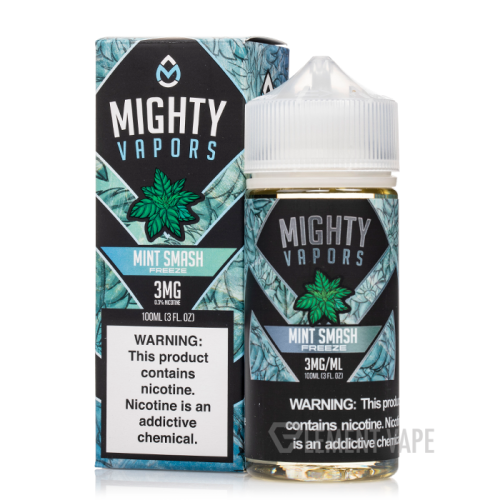 MIGHTY
VAPORS
MINT SMASH
FREEZE
3MG
0.3% NICOTINE
100ML (3 FL. OZ)
WARNING:
This product
contains
nicotine.
Nicotine is an
addictive
chemical.
MIGHTY
VAPORS
MINT SMASH
FREEZE
3MG/ML
100ML (3 FL. OZ)
WARNING: This product
contains nicotine. Nicotine
is an addictive chemical
ELEMENT VAPE